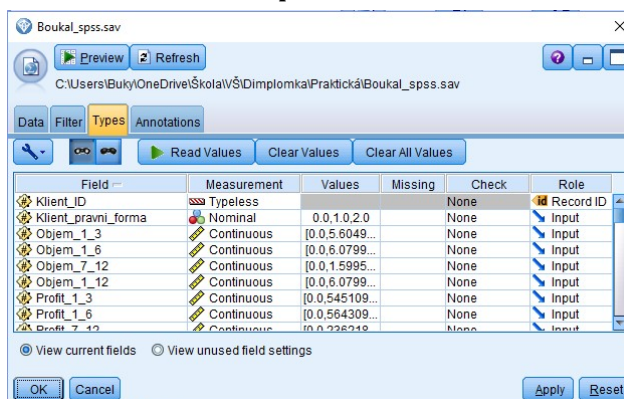 Boukal_spss.sav
Preview Refresh
C:\Users\Buky\OneDrive\Škola\VŠ\Dimplomka\Praktická\Boukal_spss.sav
Data Filter Types Annotations
Read Values Clear Values Clear All Values
Field Measurement Values Missing Check Role
Klient_ID Typeless None Record ID
Klient_pravni_forma Nominal 0.0,1.0,2.0 None Input
Objem_1_3 Continuous [0.0,5.6049... None Input
Objem_1_6 Continuous [0.0,6.0799... None Input
Objem_7_12 Continuous [0.0,1.5995... None Input
Objem_1_12 Continuous [0.0,6.0799... None Input
Profit_1_3 Continuous [0.0,545109... None Input
Profit_1_6 Continuous [0.0,564309... None Input
Profit_7_12 Continuous [0.0,236218... None Input
View current fields View unused field settings
OK Cancel Apply Reset